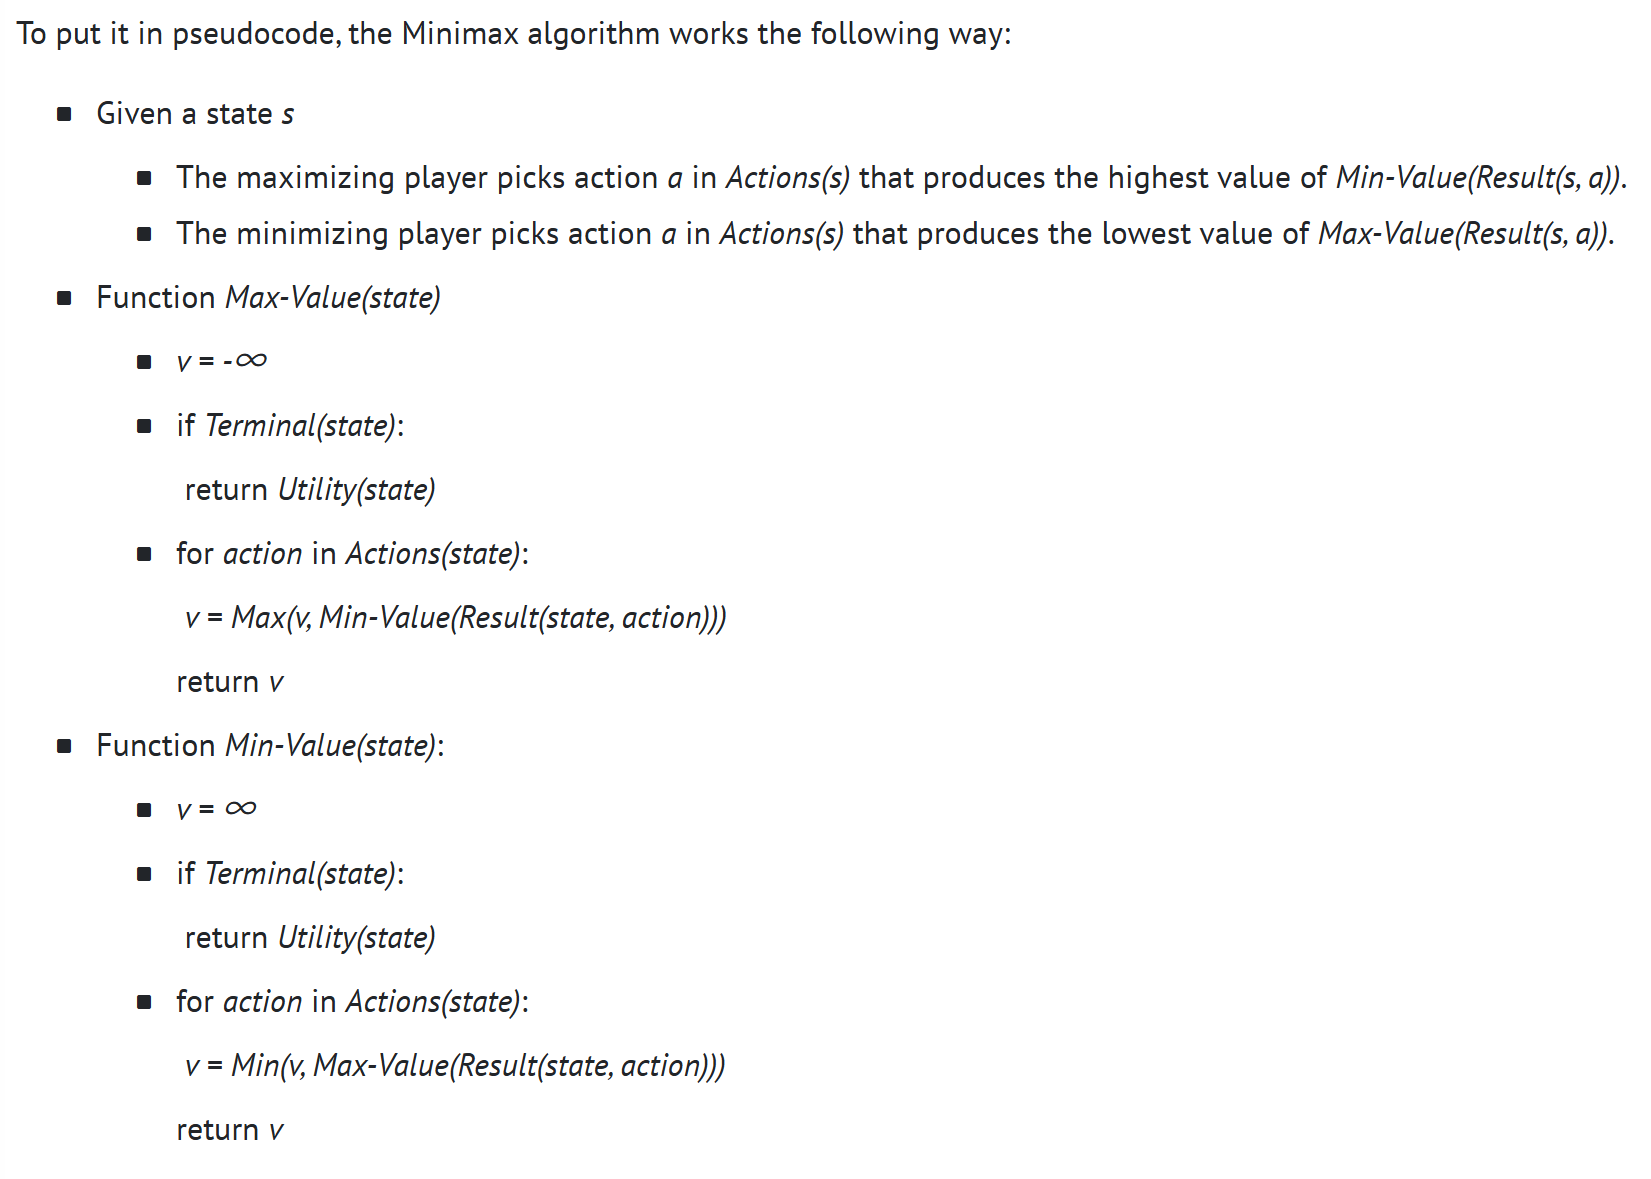 To put it in pseudocode, the Minimax algorithm works the following way:
▪ Given a state s
▪ The maximizing player picks action a in Actions(s) that produces the highest value of Min-Value(Result(s, a)).
▪ The minimizing player picks action a in Actions(s) that produces the lowest value of Max-Value(Result(s, a)).
▪ Function Max-Value(state)
▪ v = -∞
▪ if Terminal(state):
return Utility(state)
▪ for action in Actions(state):
v = Max(v, Min-Value(Result(state, action)))
return v
▪ Function Min-Value(state):
▪ v = ∞
▪ if Terminal(state):
return Utility(state)
▪ for action in Actions(state):
v = Min(v, Max-Value(Result(state, action)))
return v